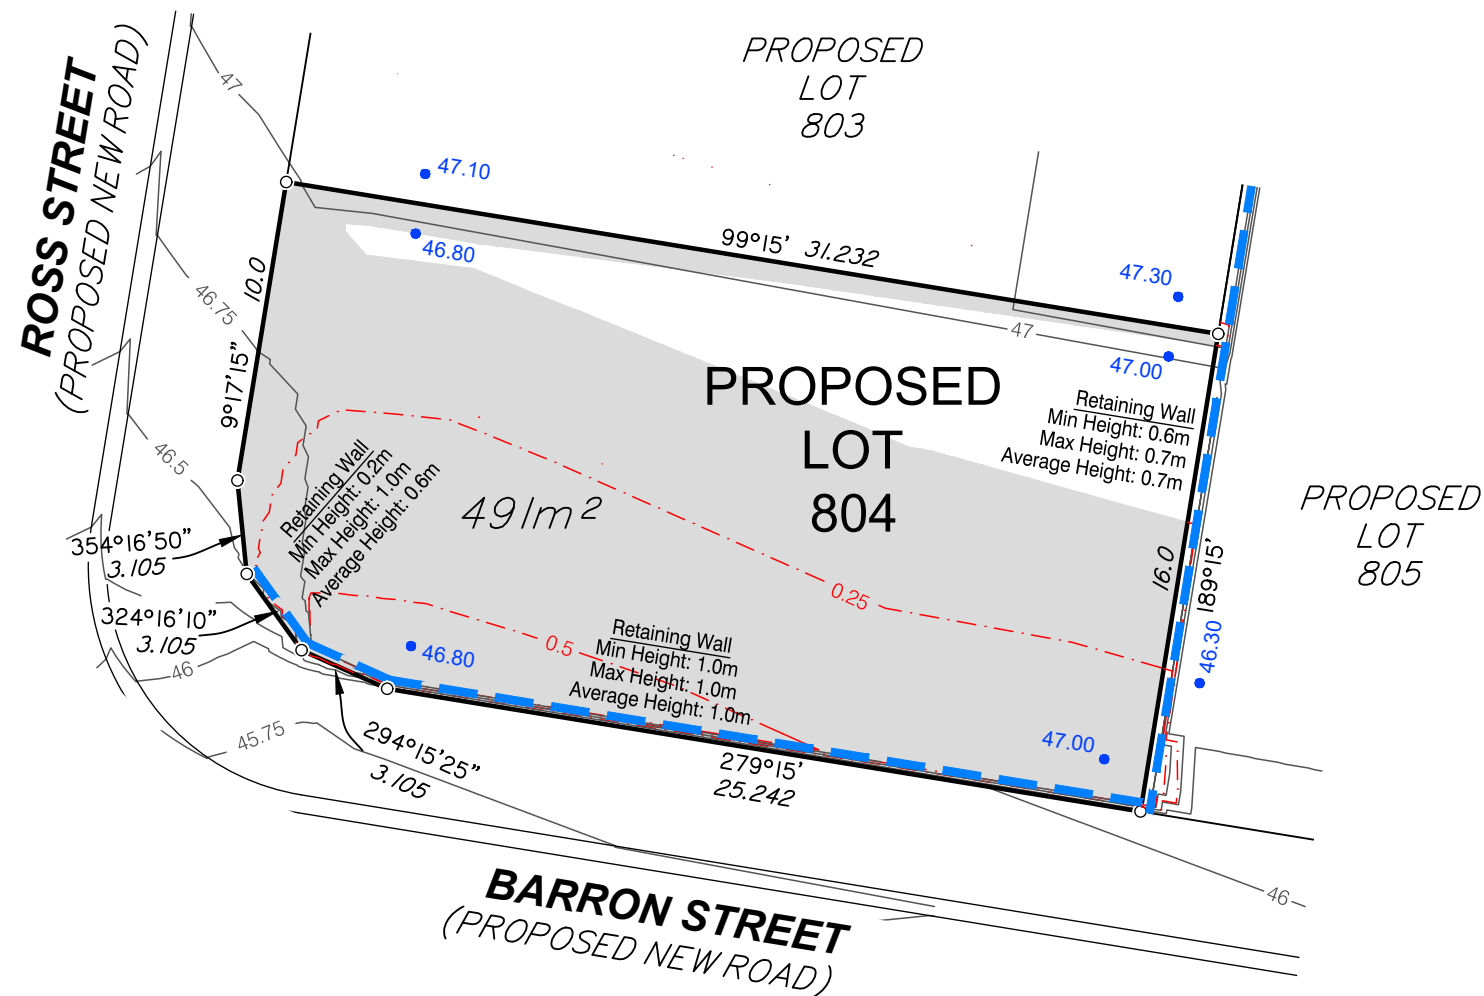 PROPOSED
LOT
803
ROSS STREET
(PROPOSED NEW ROAD)
47
47.10
46.80
99°15' 31.232
47.30
47
47.00
10.0
46.75
9°17'15"
46.5
PROPOSED
LOT
804
491m²
Retaining Wall
Min Height: 0.6m
Max Height: 0.7m
Average Height: 0.7m
Retaining Wall
Min Height: 0.2m
Max Height: 1.0m
Average Height: 0.6m
PROPOSED
LOT
805
354°16'50"
3.105
324°16'10"
3.105
16.0
189°15'
46.30
0.25
0.5
46.80
Retaining Wall
Min Height: 1.0m
Max Height: 1.0m
Average Height: 1.0m
46
45.75
294°15'25"
3.105
279°15'
25.242
47.00
46
BARRON STREET
(PROPOSED NEW ROAD)